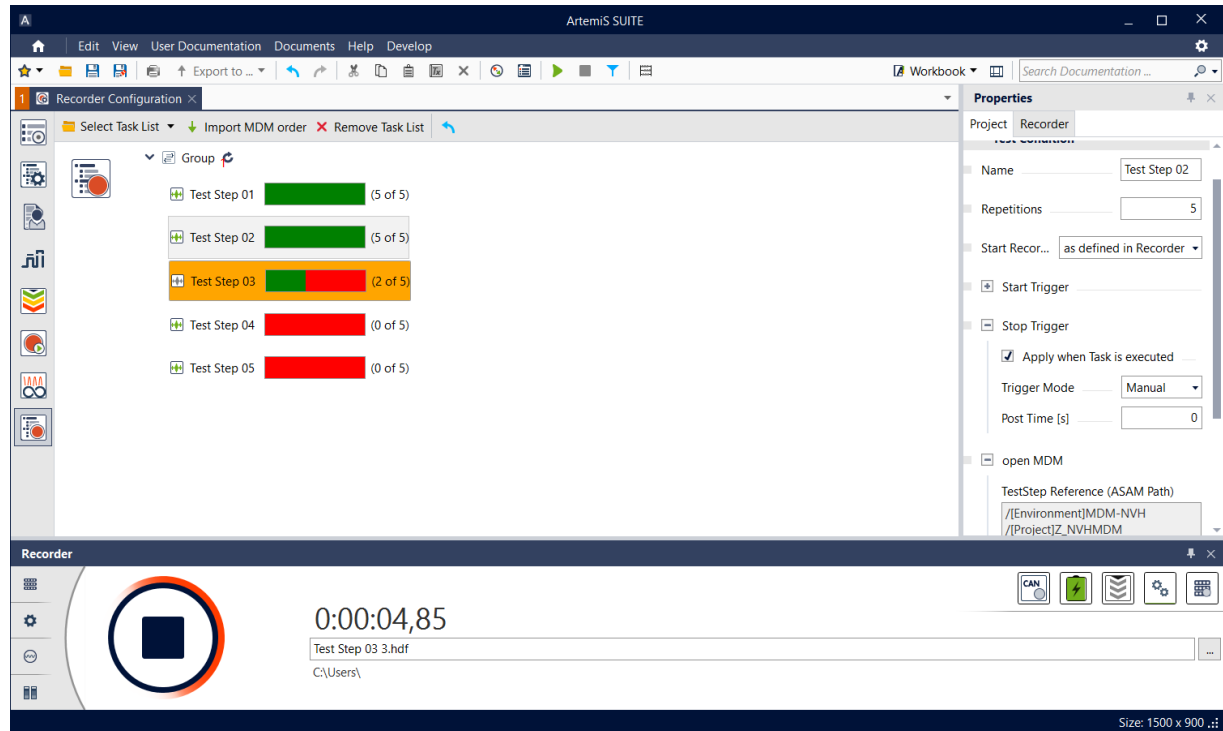 A
ArtemiS SUITE
Edit View User Documentation Documents Help Develop
Export to ... Workbook Search Documentation ...
1 Recorder Configuration
Properties
Select Task List Import MDM order Remove Task List
Project Recorder
Test Condition
Group
Name Test Step 02
Test Step 01 (5 of 5)
Repetitions 5
Test Step 02 (5 of 5)
Start Recor... as defined in Recorder
Test Step 03 (2 of 5)
Start Trigger
Test Step 04 (0 of 5)
Stop Trigger
Apply when Task is executed
Test Step 05 (0 of 5)
Trigger Mode Manual
Post Time [s] 0
open MDM
TestStep Reference (ASAM Path)
/[Environment]MDM-NVH
/[Project]Z_NVHMDM
Recorder
CAN
0:00:04,85
Test Step 03 3.hdf
...
C:\Users\
Size: 1500 x 900